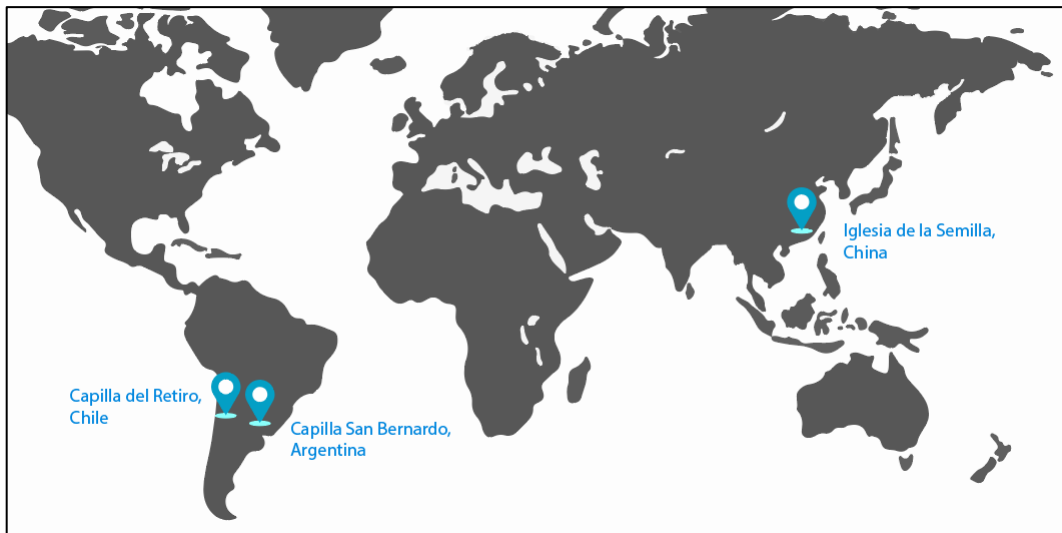 Iglesia de la Semilla,
China
Capilla del Retiro,
Chile
Capilla San Bernardo,
Argentina